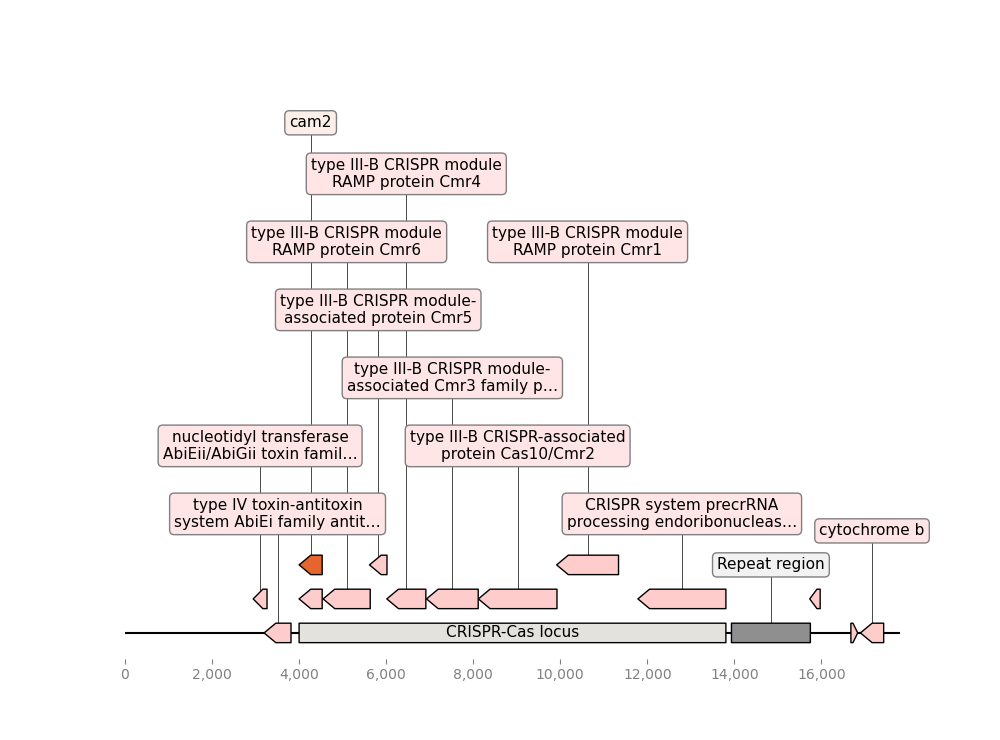 cam2
type III-B CRISPR module
RAMP protein Cmr4
type III-B CRISPR module
RAMP protein Cmr6
type III-B CRISPR module
RAMP protein Cmr1
type III-B CRISPR module-
associated protein Cmr5
type III-B CRISPR module-
associated Cmr3 family p…
nucleotidyl transferase
AbiEii/AbiGii toxin famil…
type III-B CRISPR-associated
protein Cas10/Cmr2
type IV toxin-antitoxin
system AbiEi family antit…
CRISPR system precrRNA
processing endoribonucleas…
cytochrome b
Repeat region
CRISPR-Cas locus
0
2,000
4,000
6,000
8,000
10,000
12,000
14,000
16,000